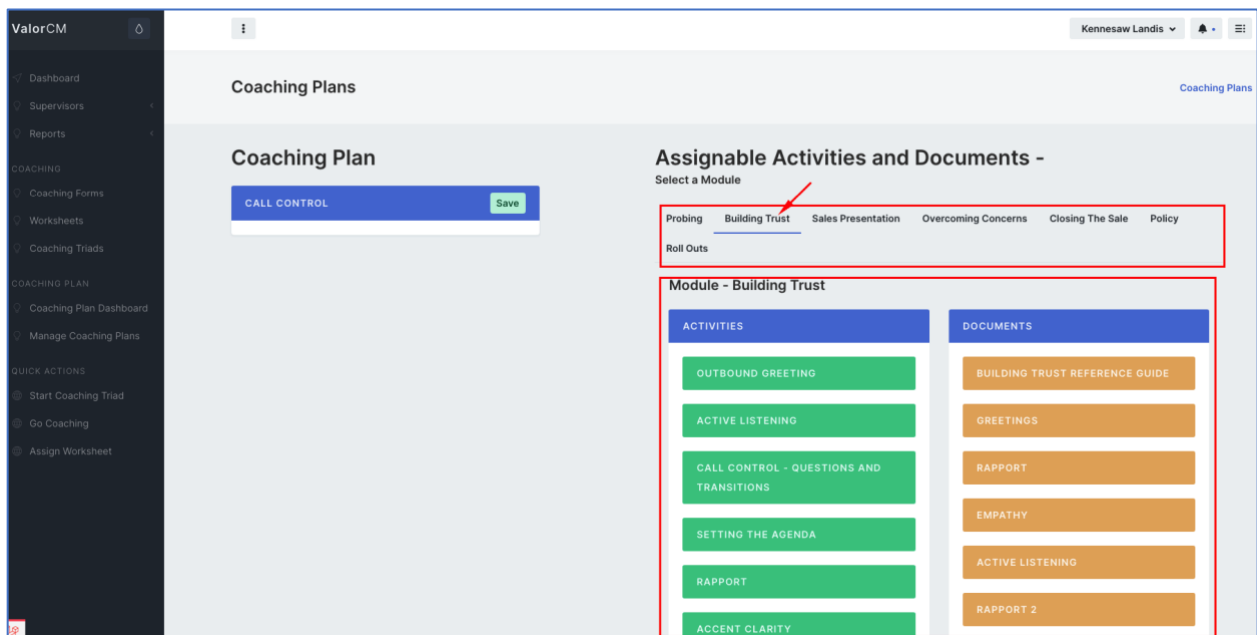 ValorCM
Kennesaw Landis
Dashboard
Supervisors
Reports
COACHING
Coaching Forms
Worksheets
Coaching Triads
COACHING PLAN
Coaching Plan Dashboard
Manage Coaching Plans
QUICK ACTIONS
Start Coaching Triad
Go Coaching
Assign Worksheet
Coaching Plans
Coaching Plans
Coaching Plan
CALL CONTROL Save
Assignable Activities and Documents -
Select a Module
Probing Building Trust Sales Presentation Overcoming Concerns Closing The Sale Policy
Roll Outs
Module - Building Trust
ACTIVITIES
OUTBOUND GREETING
ACTIVE LISTENING
CALL CONTROL - QUESTIONS AND
TRANSITIONS
SETTING THE AGENDA
RAPPORT
ACCENT CLARITY
DOCUMENTS
BUILDING TRUST REFERENCE GUIDE
GREETINGS
RAPPORT
EMPATHY
ACTIVE LISTENING
RAPPORT 2